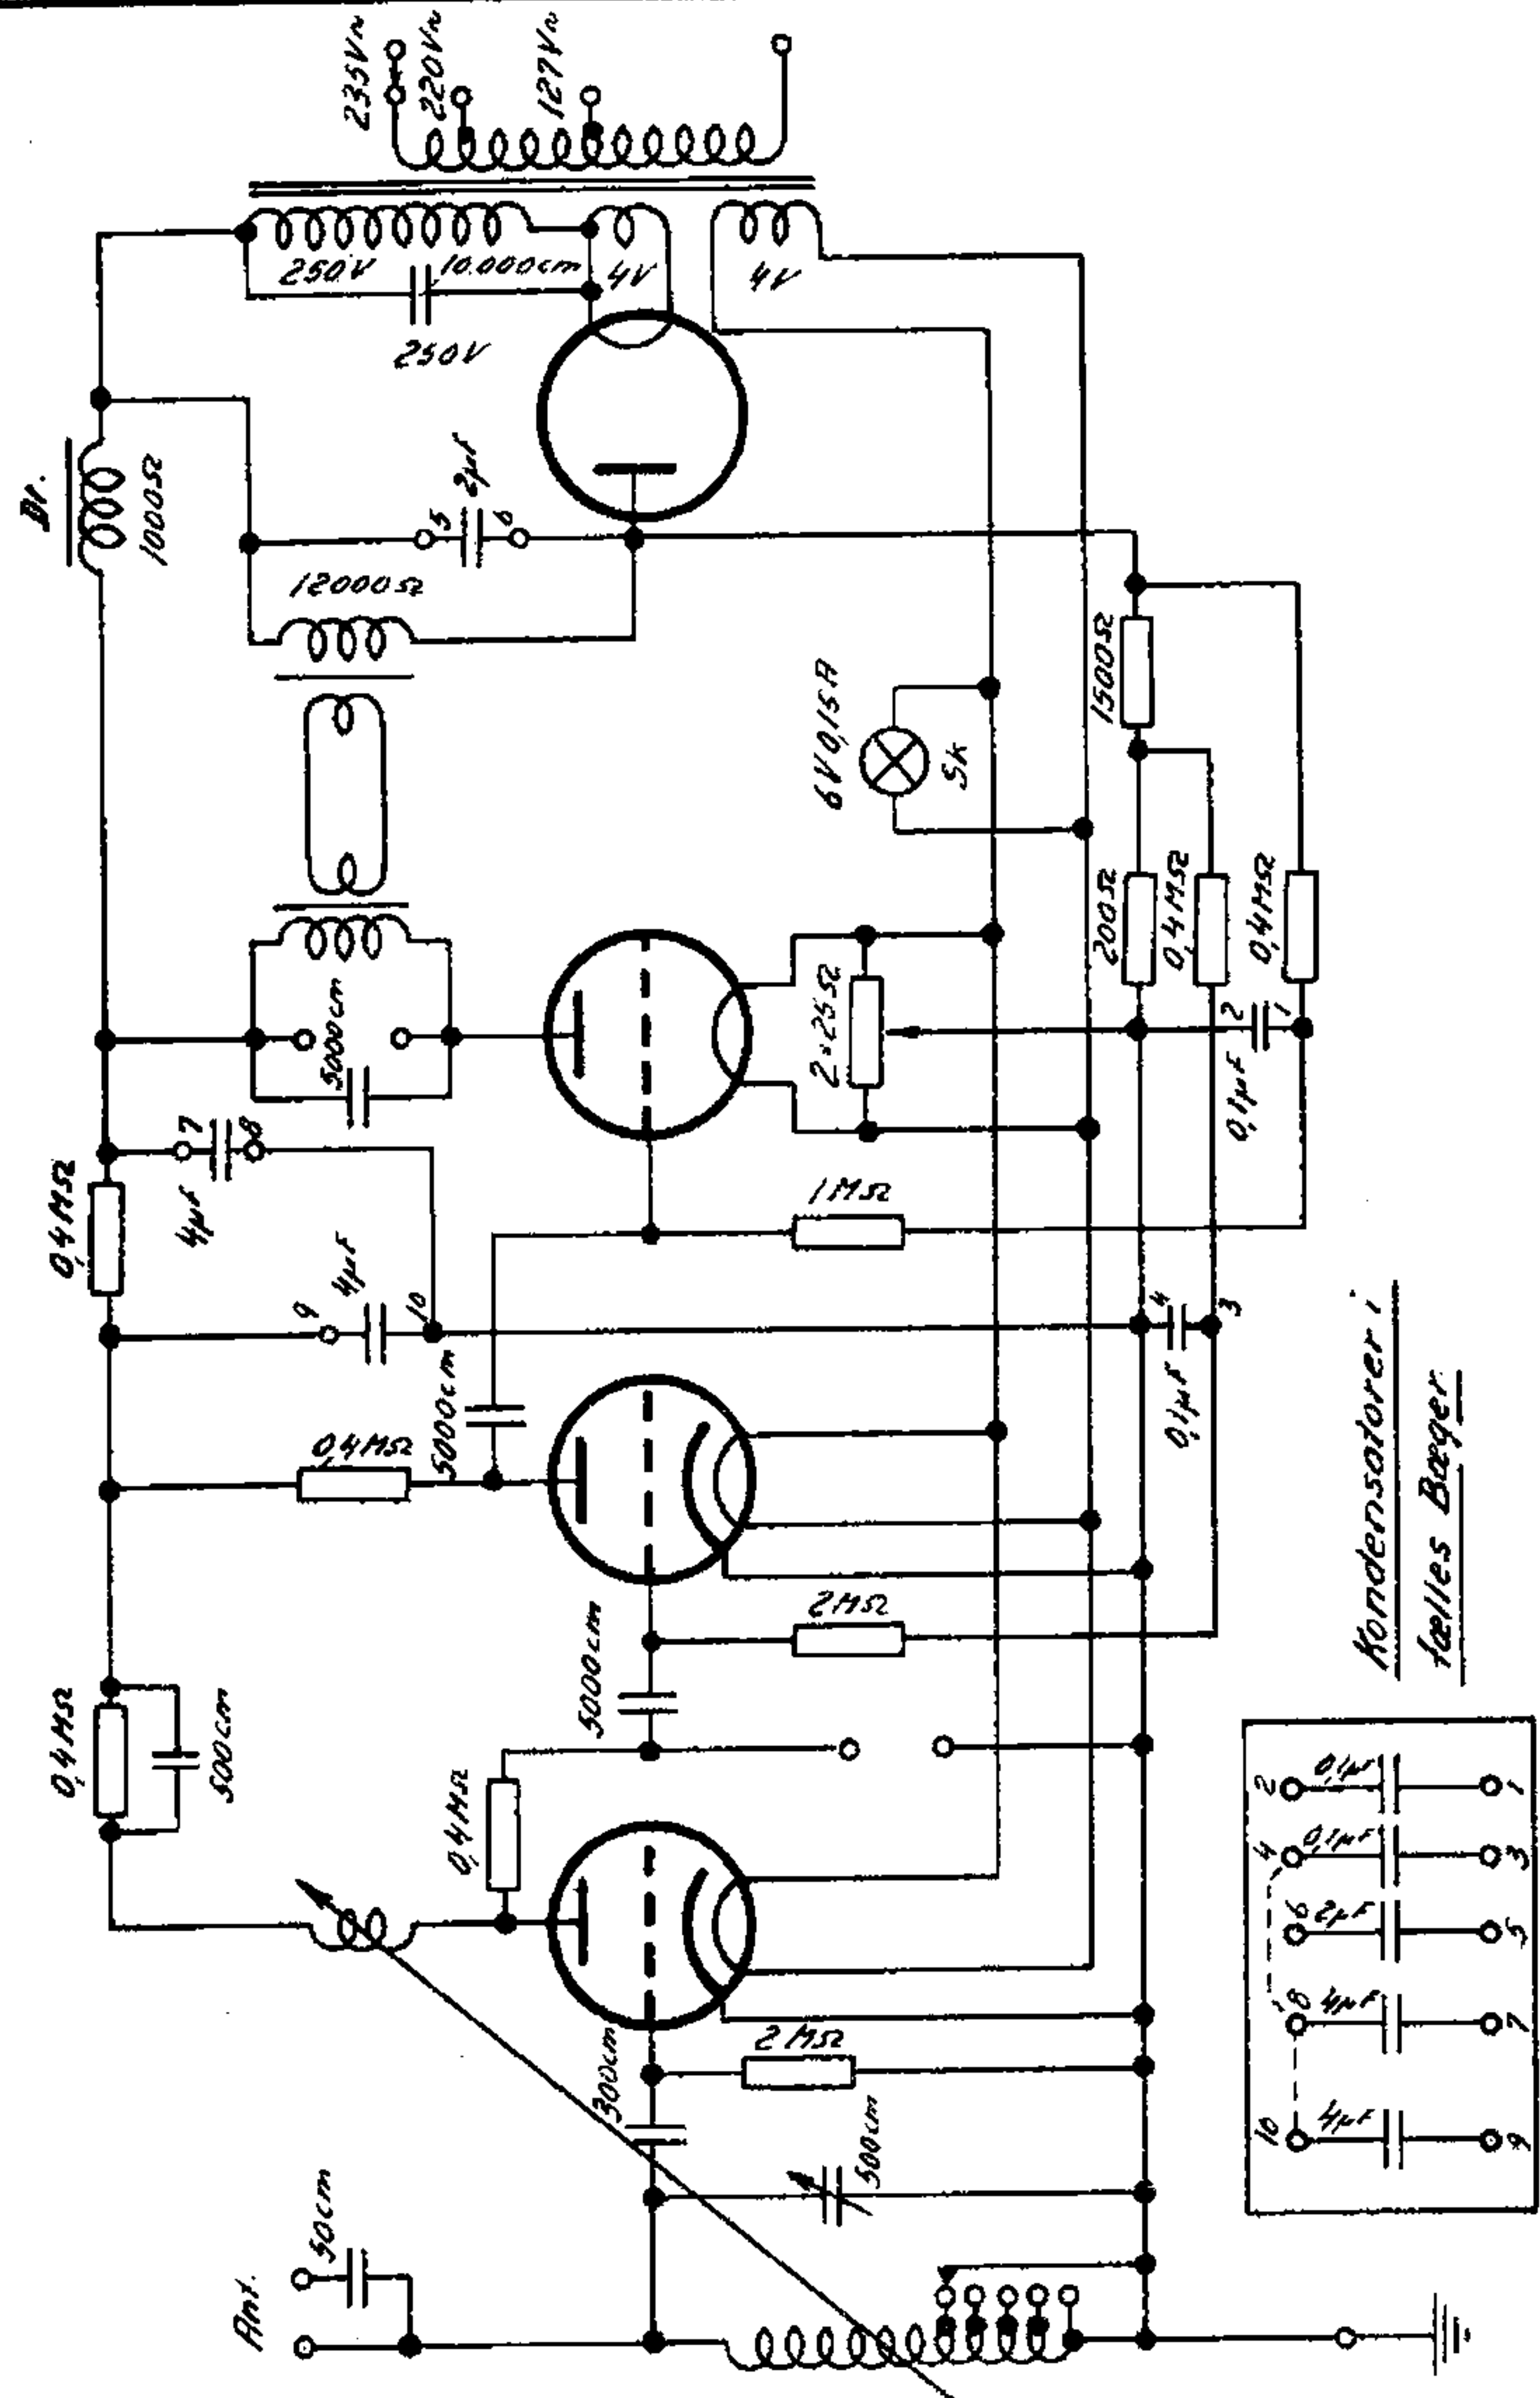 Ant.
50cm
500cm
300cm
2 MΩ
0,4MΩ
500cm
0,4MΩ
5000cm
2MΩ
0,4MΩ
5000cm
9
4µF
10
0,4MΩ
4µF
7
8
1MΩ
5000cm
2×25Ω
0,1µF
4
3
0,1µF
2
1
200Ω
0,4MΩ
0,4MΩ
1500Ω
6V 0,15A
Sk
12000Ω
5
2µF
6
Dr.
1000Ω
250V
10.000cm
250V
4V
4V
235V~
220V~
127V~
10
8
6
4
2
4µF
4µF
2µF
0,1µF
0,1µF
9
7
5
3
1
Kondensatorer i
fælles Bæger.